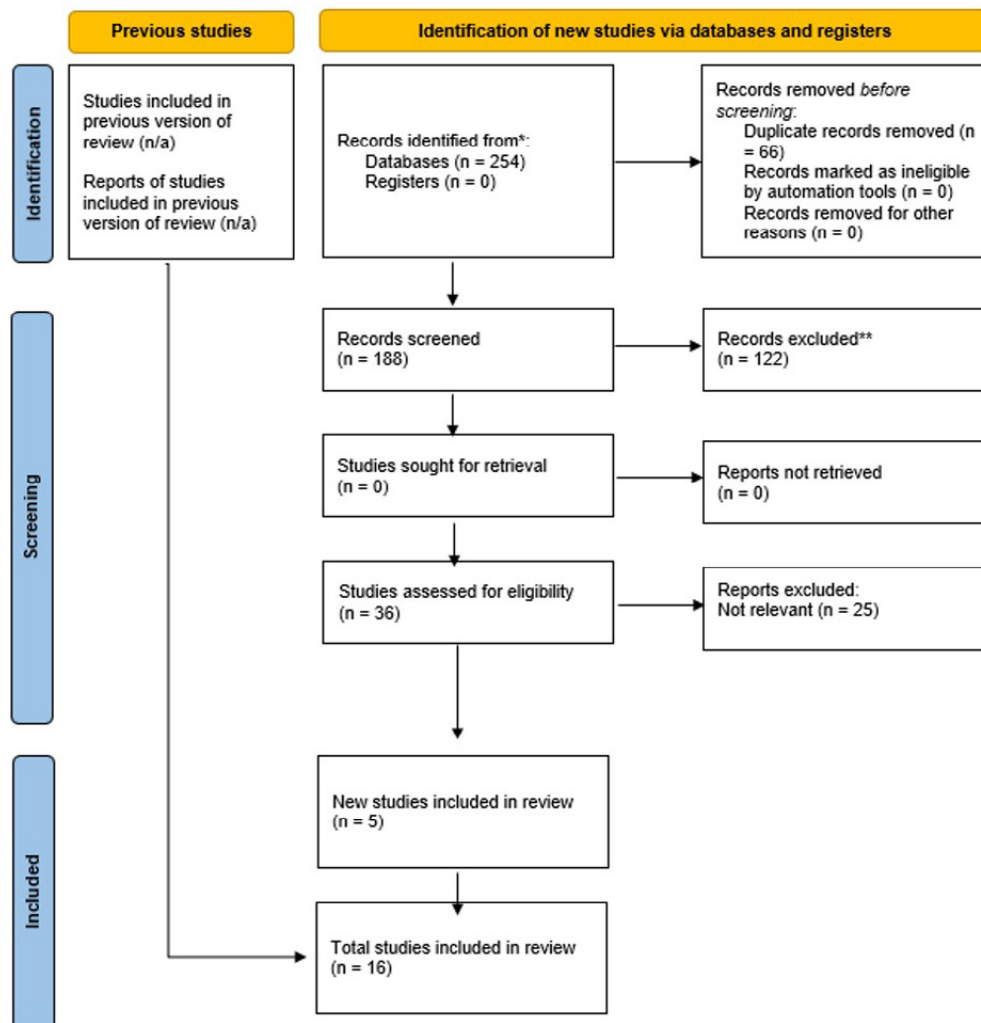 Previous studies
Identification of new studies via databases and registers
Identification
Studies included in
previous version of
review (n/a)
Reports of studies
included in previous
version of review (n/a)
Records identified from*:
Databases (n = 254)
Registers (n = 0)
Records removed before
screening:
Duplicate records removed (n
= 66)
Records marked as ineligible
by automation tools (n = 0)
Records removed for other
reasons (n = 0)
Screening
Records screened
(n = 188)
Records excluded**
(n = 122)
Studies sought for retrieval
(n = 0)
Reports not retrieved
(n = 0)
Studies assessed for eligibility
(n = 36)
Reports excluded:
Not relevant (n = 25)
Included
New studies included in review
(n = 5)
Total studies included in review
(n = 16)